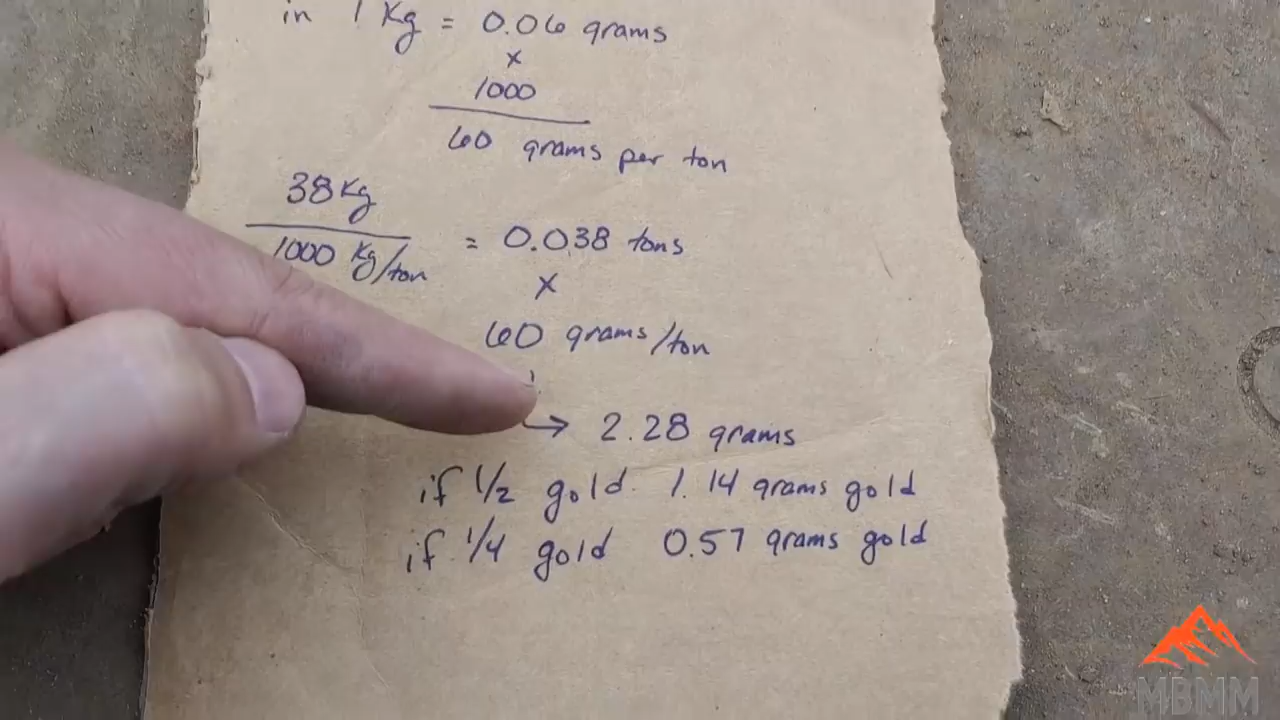 in 1 Kg = 0.06 grams
x
1000
60 grams per ton
38 Kg
1000 Kg/ton
= 0.038 tons
x
60 grams/ton
→ 2.28 grams
if 1/2 gold. 1.14 grams gold
if 1/4 gold 0.57 grams gold
MBMM